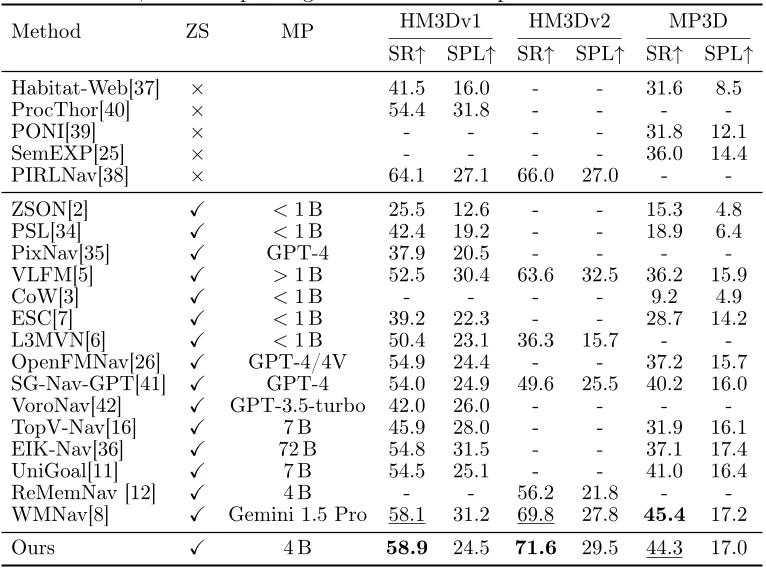 Method ZS MP HM3Dv1 HM3Dv2 MP3D
SR↑ SPL↑ SR↑ SPL↑ SR↑ SPL↑
Habitat-Web[37] × 41.5 16.0 - - 31.6 8.5
ProcThor[40] × 54.4 31.8 - - - -
PONI[39] × - - - - 31.8 12.1
SemEXP[25] × - - - - 36.0 14.4
PIRLNav[38] × 64.1 27.1 66.0 27.0 - -
ZSON[2] ✓ < 1 B 25.5 12.6 - - 15.3 4.8
PSL[34] ✓ < 1 B 42.4 19.2 - - 18.9 6.4
PixNav[35] ✓ GPT-4 37.9 20.5 - - - -
VLFM[5] ✓ > 1 B 52.5 30.4 63.6 32.5 36.2 15.9
CoW[3] ✓ < 1 B - - - - 9.2 4.9
ESC[7] ✓ < 1 B 39.2 22.3 - - 28.7 14.2
L3MVN[6] ✓ < 1 B 50.4 23.1 36.3 15.7 - -
OpenFMNav[26] ✓ GPT-4/4V 54.9 24.4 - - 37.2 15.7
SG-Nav-GPT[41] ✓ GPT-4 54.0 24.9 49.6 25.5 40.2 16.0
VoroNav[42] ✓ GPT-3.5-turbo 42.0 26.0 - - - -
TopV-Nav[16] ✓ 7 B 45.9 28.0 - - 31.9 16.1
EIK-Nav[36] ✓ 72 B 54.8 31.5 - - 37.1 17.4
UniGoal[11] ✓ 7 B 54.5 25.1 - - 41.0 16.4
ReMemNav [12] ✓ 4 B - - 56.2 21.8 - -
WMNav[8] ✓ Gemini 1.5 Pro 58.1 31.2 69.8 27.8 45.4 17.2
Ours ✓ 4 B 58.9 24.5 71.6 29.5 44.3 17.0